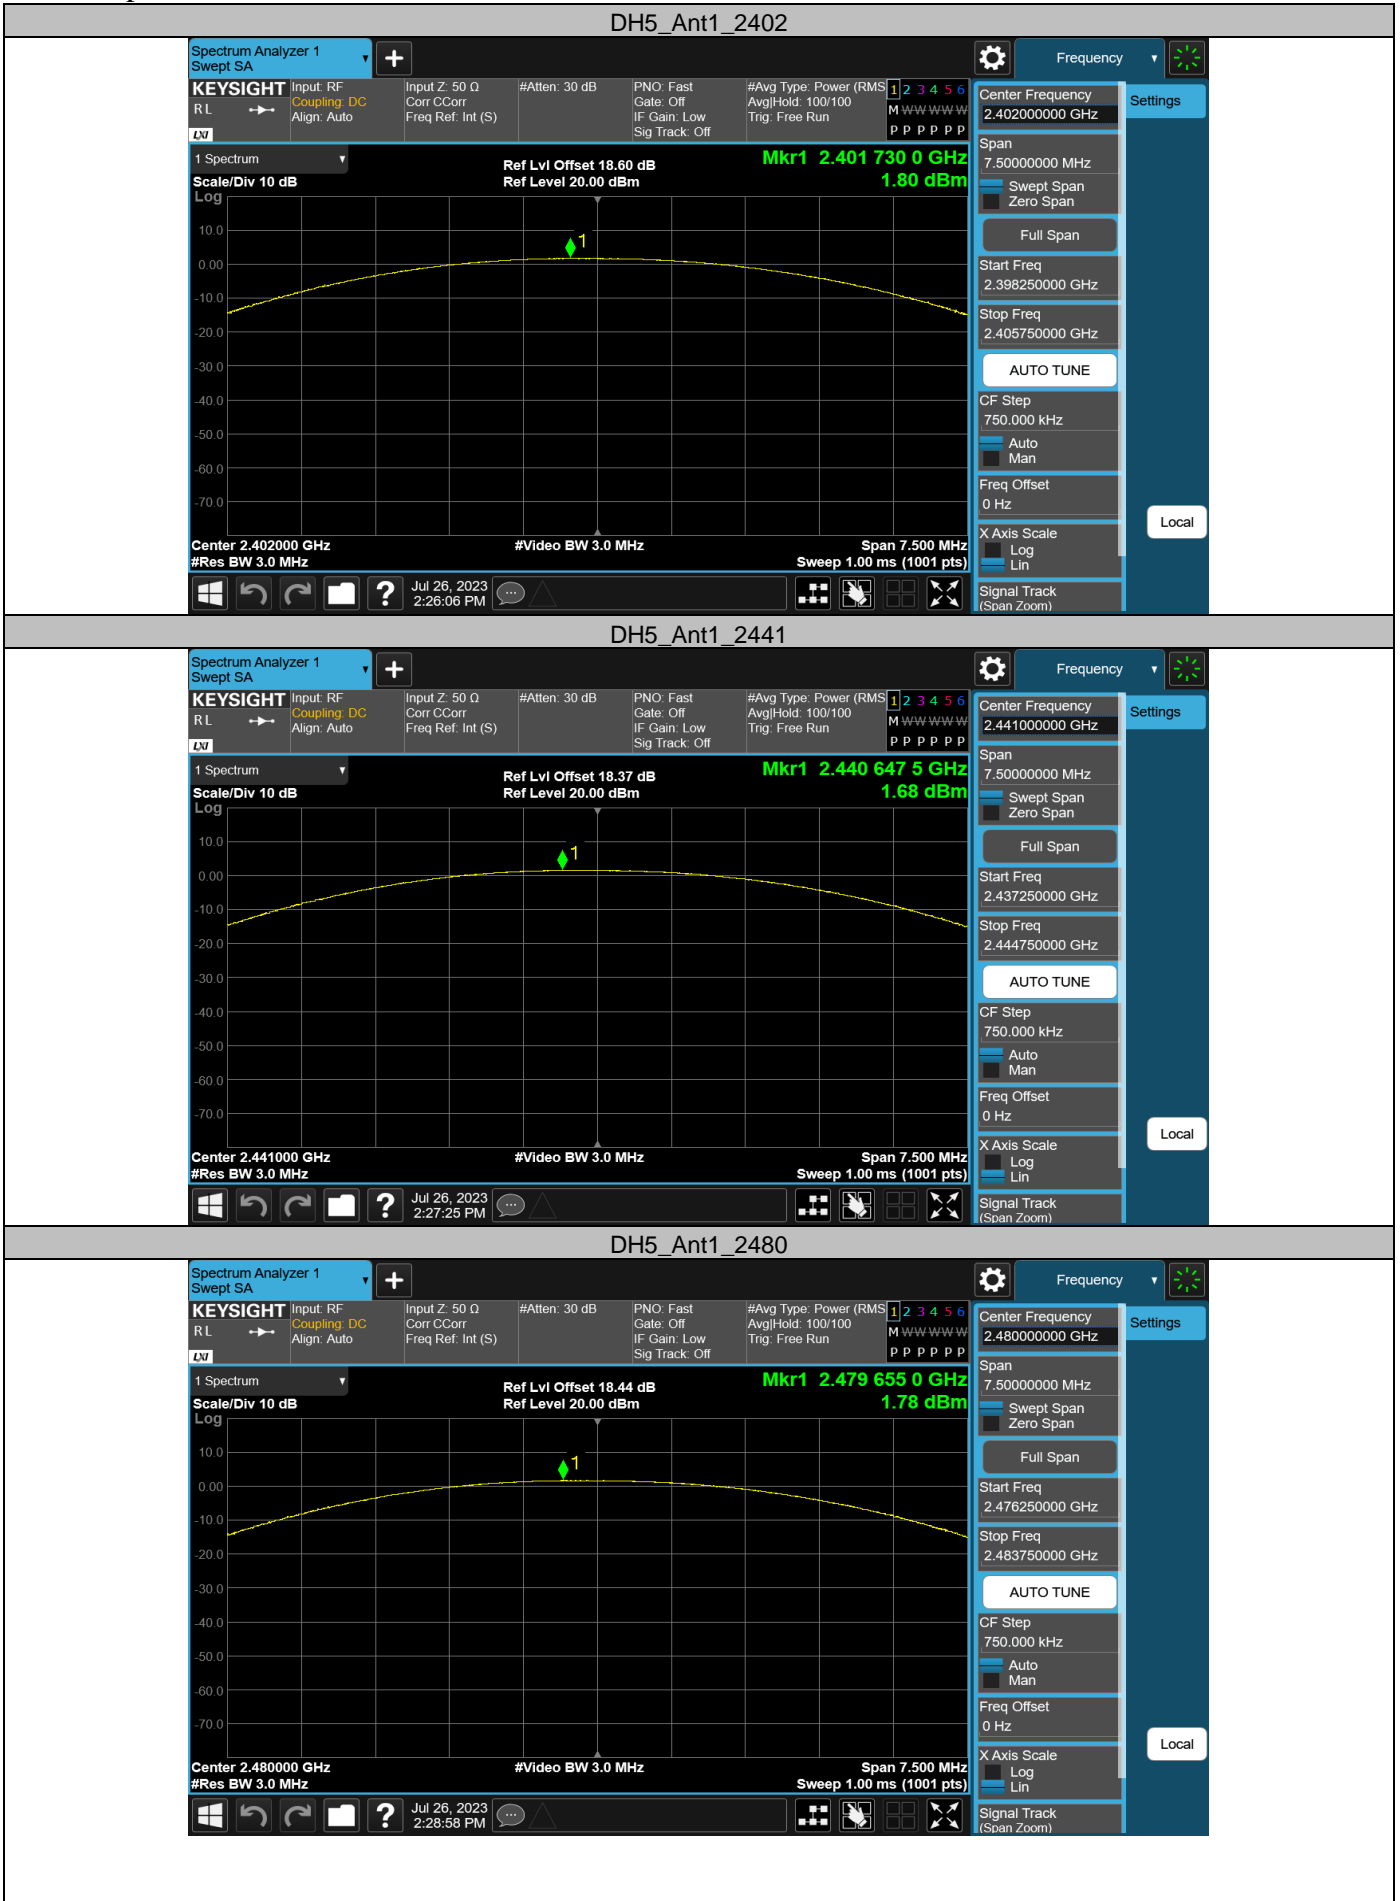 DH5_Ant1_2402
Spectrum Analyzer 1
Swept SA
Frequency
KEYSIGHT
RL
LXI
Input: RF
Coupling: DC
Align: Auto
Input Z: 50 Ω
Corr CCorr
Freq Ref: Int (S)
#Atten: 30 dB
PNO: Fast
Gate: Off
IF Gain: Low
Sig Track: Off
#Avg Type: Power (RMS
Avg|Hold: 100/100
Trig: Free Run
1 2 3 4 5 6
M W W W W W
P P P P P P
1 Spectrum
Scale/Div 10 dB
Log
Ref Lvl Offset 18.60 dB
Ref Level 20.00 dBm
Mkr1 2.401 730 0 GHz
1.80 dBm
1
10.0
0.00
-10.0
-20.0
-30.0
-40.0
-50.0
-60.0
-70.0
Center 2.402000 GHz
#Res BW 3.0 MHz
#Video BW 3.0 MHz
Span 7.500 MHz
Sweep 1.00 ms (1001 pts)
Jul 26, 2023
2:26:06 PM
Center Frequency
2.402000000 GHz
Settings
Span
7.50000000 MHz
Swept Span
Zero Span
Full Span
Start Freq
2.398250000 GHz
Stop Freq
2.405750000 GHz
AUTO TUNE
CF Step
750.000 kHz
Auto
Man
Freq Offset
0 Hz
X Axis Scale
Log
Lin
Local
Signal Track
(Span Zoom)
DH5_Ant1_2441
Spectrum Analyzer 1
Swept SA
Frequency
KEYSIGHT
RL
LXI
Input: RF
Coupling: DC
Align: Auto
Input Z: 50 Ω
Corr CCorr
Freq Ref: Int (S)
#Atten: 30 dB
PNO: Fast
Gate: Off
IF Gain: Low
Sig Track: Off
#Avg Type: Power (RMS
Avg|Hold: 100/100
Trig: Free Run
1 2 3 4 5 6
M W W W W W
P P P P P P
1 Spectrum
Scale/Div 10 dB
Log
Ref Lvl Offset 18.37 dB
Ref Level 20.00 dBm
Mkr1 2.440 647 5 GHz
1.68 dBm
1
10.0
0.00
-10.0
-20.0
-30.0
-40.0
-50.0
-60.0
-70.0
Center 2.441000 GHz
#Res BW 3.0 MHz
#Video BW 3.0 MHz
Span 7.500 MHz
Sweep 1.00 ms (1001 pts)
Jul 26, 2023
2:27:25 PM
Center Frequency
2.441000000 GHz
Settings
Span
7.50000000 MHz
Swept Span
Zero Span
Full Span
Start Freq
2.437250000 GHz
Stop Freq
2.444750000 GHz
AUTO TUNE
CF Step
750.000 kHz
Auto
Man
Freq Offset
0 Hz
X Axis Scale
Log
Lin
Local
Signal Track
(Span Zoom)
DH5_Ant1_2480
Spectrum Analyzer 1
Swept SA
Frequency
KEYSIGHT
RL
LXI
Input: RF
Coupling: DC
Align: Auto
Input Z: 50 Ω
Corr CCorr
Freq Ref: Int (S)
#Atten: 30 dB
PNO: Fast
Gate: Off
IF Gain: Low
Sig Track: Off
#Avg Type: Power (RMS
Avg|Hold: 100/100
Trig: Free Run
1 2 3 4 5 6
M W W W W W
P P P P P P
1 Spectrum
Scale/Div 10 dB
Log
Ref Lvl Offset 18.44 dB
Ref Level 20.00 dBm
Mkr1 2.479 655 0 GHz
1.78 dBm
1
10.0
0.00
-10.0
-20.0
-30.0
-40.0
-50.0
-60.0
-70.0
Center 2.480000 GHz
#Res BW 3.0 MHz
#Video BW 3.0 MHz
Span 7.500 MHz
Sweep 1.00 ms (1001 pts)
Jul 26, 2023
2:28:58 PM
Center Frequency
2.480000000 GHz
Settings
Span
7.50000000 MHz
Swept Span
Zero Span
Full Span
Start Freq
2.476250000 GHz
Stop Freq
2.483750000 GHz
AUTO TUNE
CF Step
750.000 kHz
Auto
Man
Freq Offset
0 Hz
X Axis Scale
Log
Lin
Local
Signal Track
(Span Zoom)